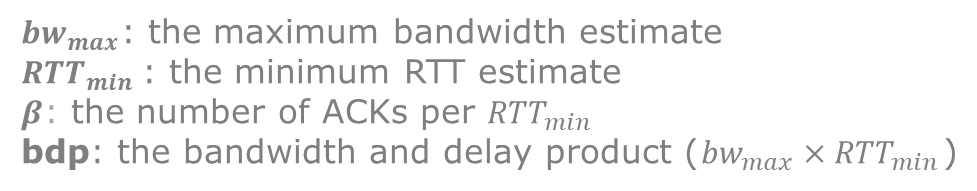 bw_max: the maximum bandwidth estimate
RTT_min : the minimum RTT estimate
β: the number of ACKs per RTT_min
bdp: the bandwidth and delay product (bw_max × RTT_min)